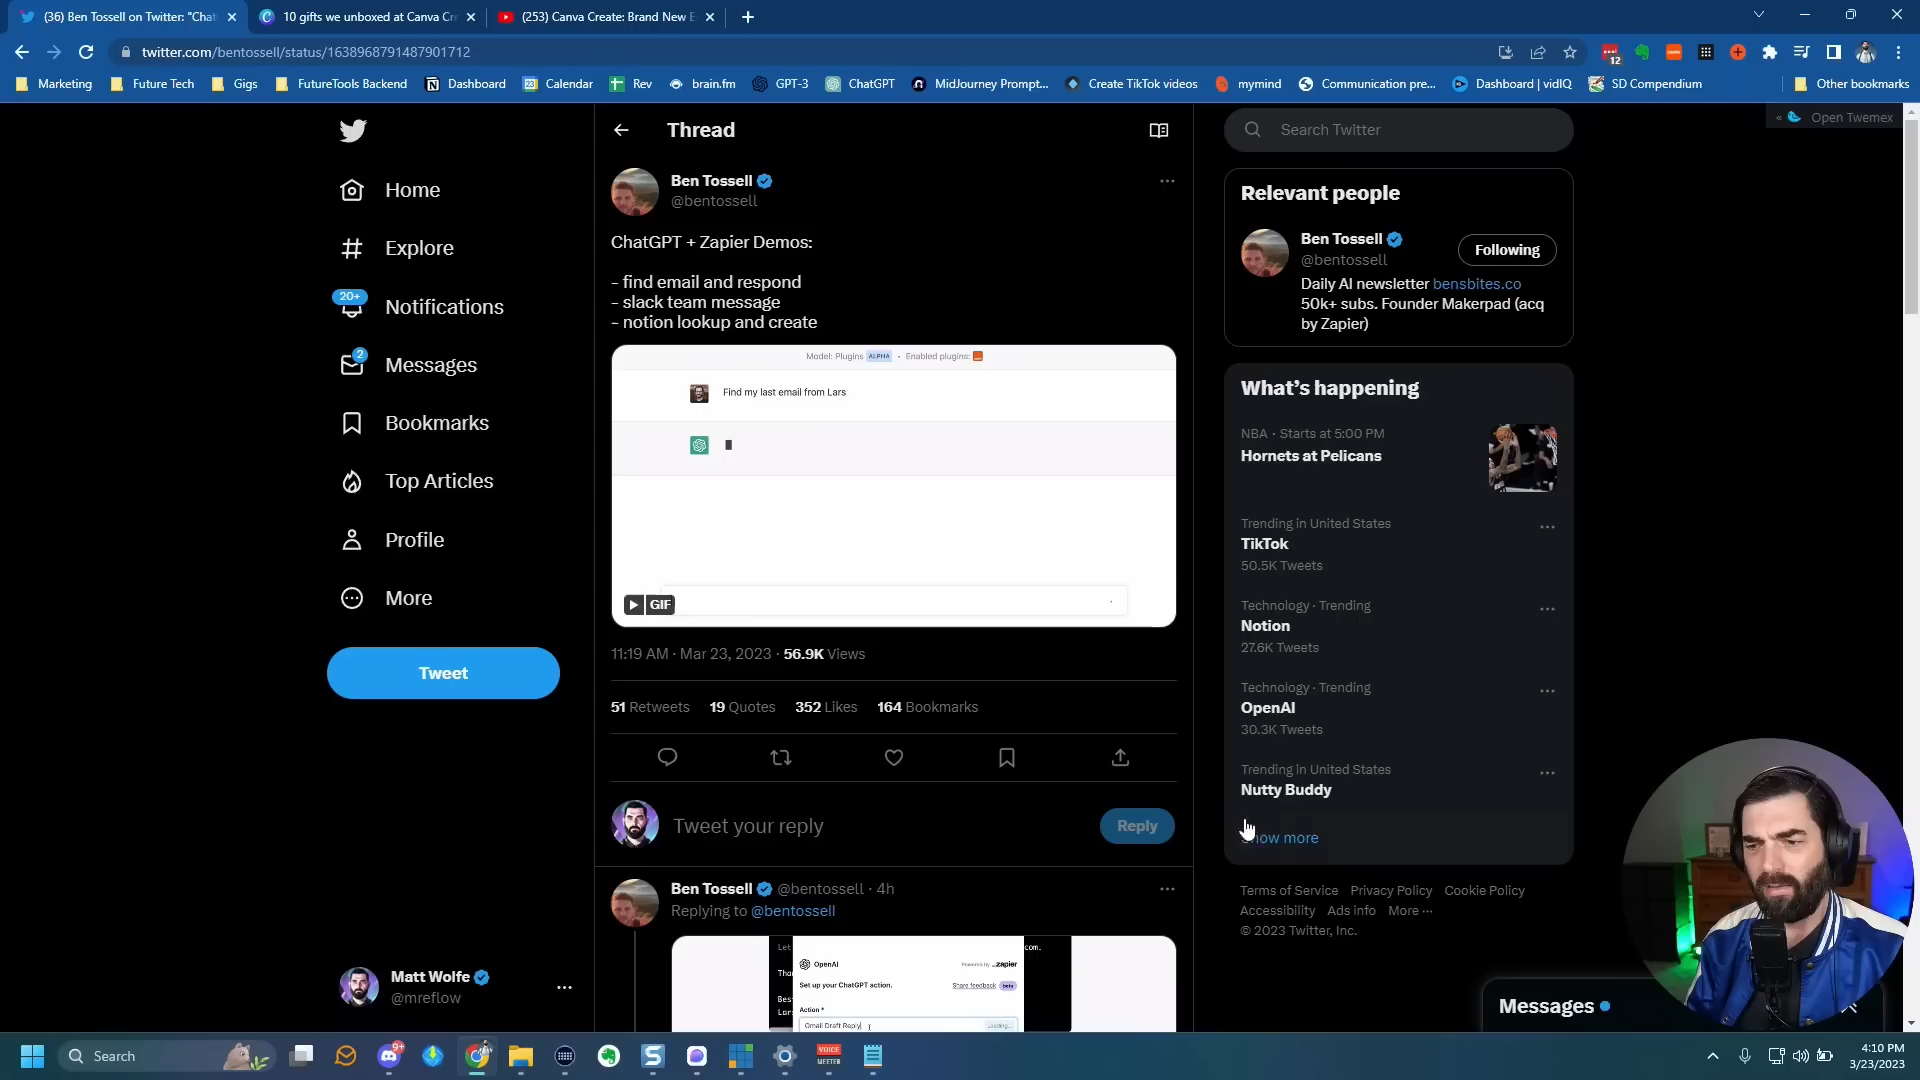 (36) Ben Tossell on Twitter: "Chat
10 gifts we unboxed at Canva Cr
(253) Canva Create: Brand New E
twitter.com/bentossell/status/1638968791487901712
12
Marketing
Future Tech
Gigs
FutureTools Backend
Dashboard
Calendar
Rev
brain.fm
GPT-3
ChatGPT
MidJourney Prompt...
Create TikTok videos
mymind
Communication pre...
Dashboard | vidIQ
SD Compendium
Other bookmarks
Home
Explore
20+
Notifications
2
Messages
Bookmarks
Top Articles
Profile
More
Tweet
Matt Wolfe
@mreflow
Thread
Ben Tossell
@bentossell
ChatGPT + Zapier Demos:
- find email and respond
- slack team message
- notion lookup and create
Model: Plugins ALPHA • Enabled plugins:
Find my last email from Lars
GIF
11:19 AM · Mar 23, 2023 · 56.9K Views
51 Retweets 19 Quotes 352 Likes 164 Bookmarks
Tweet your reply
Reply
Ben Tossell @bentossell · 4h
Replying to @bentossell
Let
com.
OpenAI
Powered by zapier
Tha
Set up your ChatGPT action.
Share feedback beta
Bes
Lar
Action *
Gmail Draft Reply
Loading...
Search Twitter
« Open Twemex
Relevant people
Ben Tossell
@bentossell
Following
Daily AI newsletter bensbites.co
50k+ subs. Founder Makerpad (acq
by Zapier)
What's happening
NBA · Starts at 5:00 PM
Hornets at Pelicans
Trending in United States
TikTok
50.5K Tweets
Technology · Trending
Notion
27.6K Tweets
Technology · Trending
OpenAI
30.3K Tweets
Trending in United States
Nutty Buddy
Show more
Terms of Service Privacy Policy Cookie Policy
Accessibility Ads info More ···
© 2023 Twitter, Inc.
Messages
Search
9+
VOICE
MEETER
4:10 PM
3/23/2023